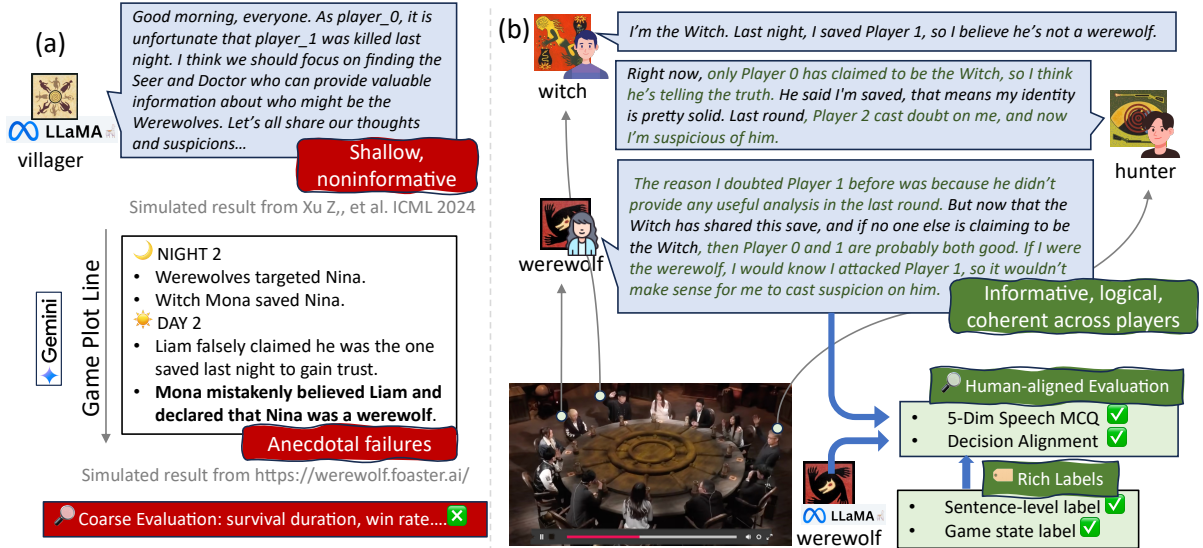 (a)
Good morning, everyone. As player_0, it is
unfortunate that player_1 was killed last
night. I think we should focus on finding the
Seer and Doctor who can provide valuable
information about who might be the
Werewolves. Let's all share our thoughts
and suspicions...
LLaMA
villager
Shallow,
noninformative
Simulated result from Xu Z,, et al. ICML 2024
Gemini
Game Plot Line
NIGHT 2
• Werewolves targeted Nina.
• Witch Mona saved Nina.
DAY 2
• Liam falsely claimed he was the one
saved last night to gain trust.
• Mona mistakenly believed Liam and
declared that Nina was a werewolf.
Anecdotal failures
Simulated result from https://werewolf.foaster.ai/
Coarse Evaluation: survival duration, win rate....
(b)
witch
I'm the Witch. Last night, I saved Player 1, so I believe he's not a werewolf.
Right now, only Player 0 has claimed to be the Witch, so I think
he's telling the truth. He said I'm saved, that means my identity
is pretty solid. Last round, Player 2 cast doubt on me, and now
I'm suspicious of him.
hunter
werewolf
The reason I doubted Player 1 before was because he didn't
provide any useful analysis in the last round. But now that the
Witch has shared this save, and if no one else is claiming to
be the Witch, then Player 0 and 1 are probably both good. If I were
the werewolf, I would know I attacked Player 1, so it wouldn't
make sense for me to cast suspicion on him.
Informative, logical,
coherent across players
Human-aligned Evaluation
• 5-Dim Speech MCQ
• Decision Alignment
Rich Labels
• Sentence-level label
• Game state label
LLaMA
werewolf